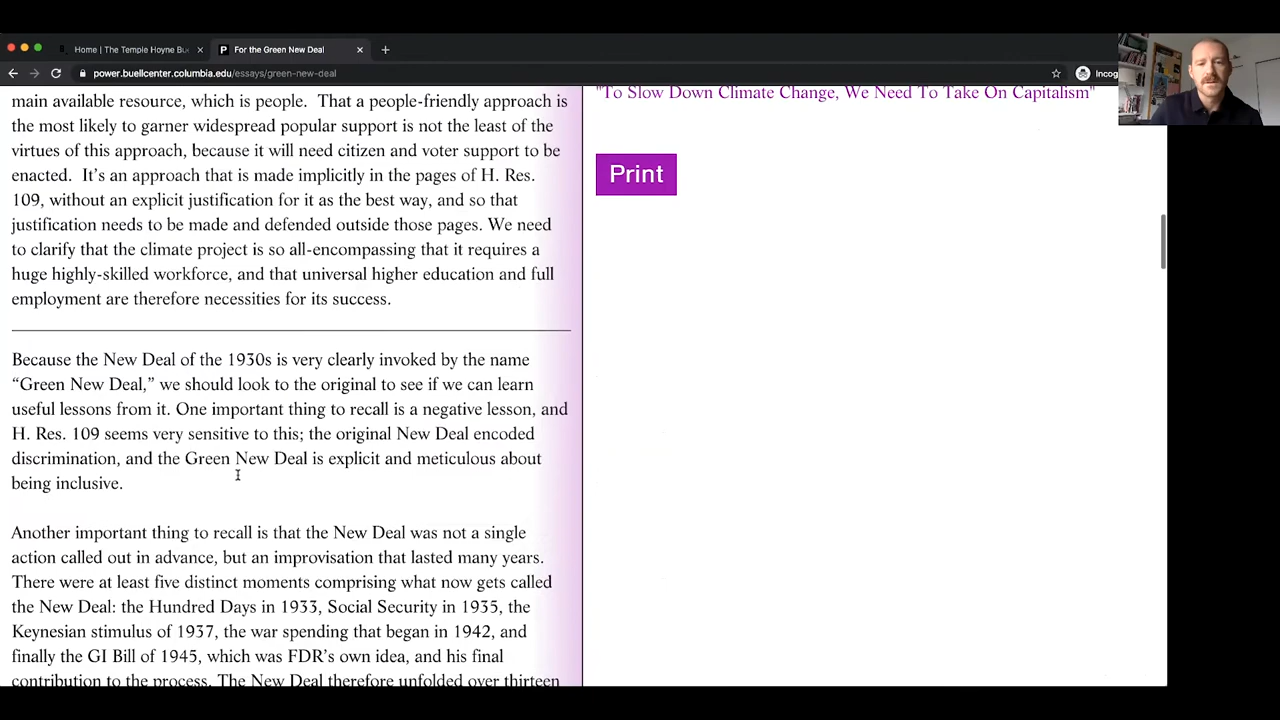 Home | The Temple Hoyne Bu
For the Green New Deal
power.buellcenter.columbia.edu/essays/green-new-deal
Incog
main available resource, which is people. That a people-friendly approach is
the most likely to garner widespread popular support is not the least of the
virtues of this approach, because it will need citizen and voter support to be
enacted. It's an approach that is made implicitly in the pages of H. Res.
109, without an explicit justification for it as the best way, and so that
justification needs to be made and defended outside those pages. We need
to clarify that the climate project is so all-encompassing that it requires a
huge highly-skilled workforce, and that universal higher education and full
employment are therefore necessities for its success.
Because the New Deal of the 1930s is very clearly invoked by the name
“Green New Deal,” we should look to the original to see if we can learn
useful lessons from it. One important thing to recall is a negative lesson, and
H. Res. 109 seems very sensitive to this; the original New Deal encoded
discrimination, and the Green New Deal is explicit and meticulous about
being inclusive.
Another important thing to recall is that the New Deal was not a single
action called out in advance, but an improvisation that lasted many years.
There were at least five distinct moments comprising what now gets called
the New Deal: the Hundred Days in 1933, Social Security in 1935, the
Keynesian stimulus of 1937, the war spending that began in 1942, and
finally the GI Bill of 1945, which was FDR's own idea, and his final
contribution to the process. The New Deal therefore unfolded over thirteen
"To Slow Down Climate Change, We Need To Take On Capitalism"
Print